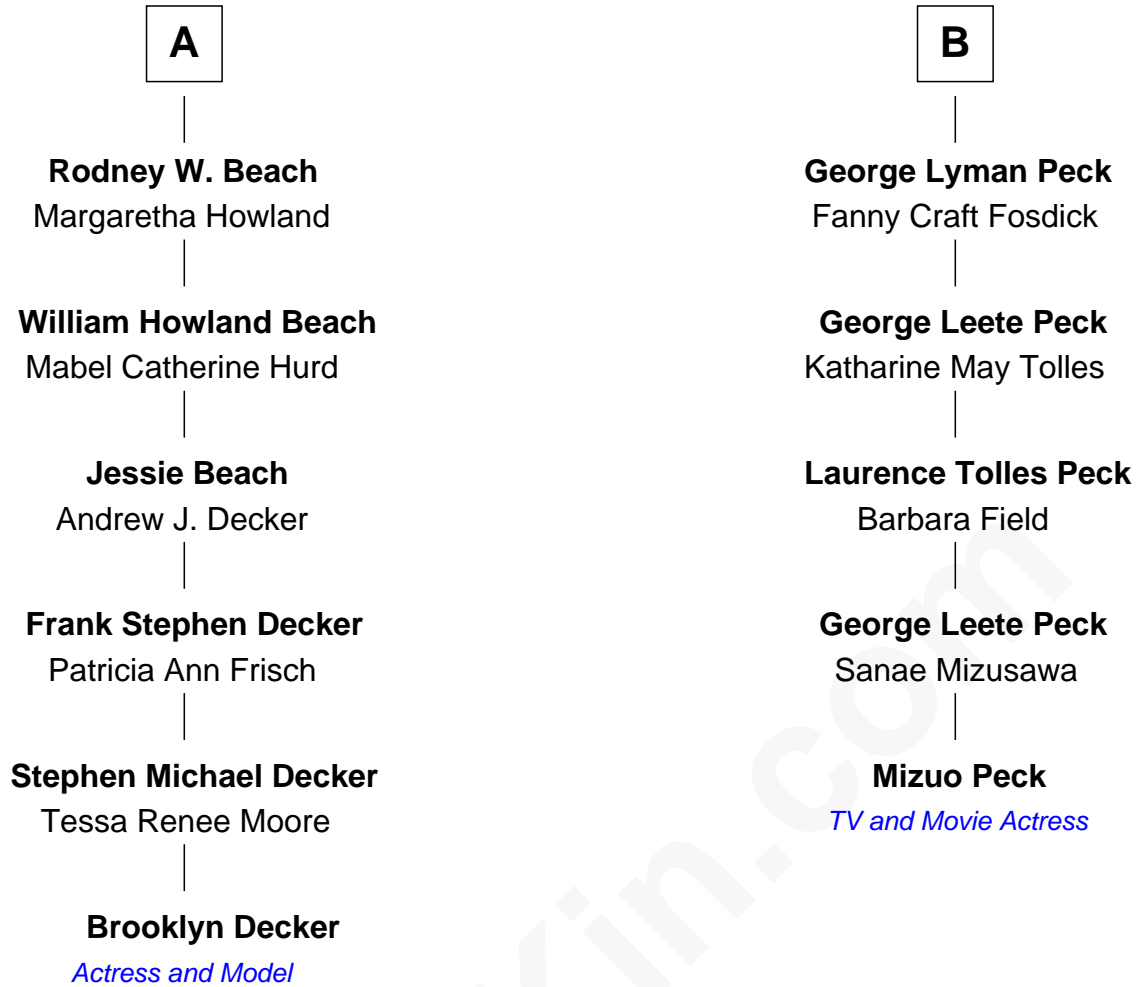 A
Rodney W. Beach
Margaretha Howland
William Howland Beach
Mabel Catherine Hurd
Jessie Beach
Andrew J. Decker
Frank Stephen Decker
Patricia Ann Frisch
Stephen Michael Decker
Tessa Renee Moore
Brooklyn Decker
Actress and Model
B
George Lyman Peck
Fanny Craft Fosdick
George Leete Peck
Katharine May Tolles
Laurence Tolles Peck
Barbara Field
George Leete Peck
Sanae Mizusawa
Mizuo Peck
TV and Movie Actress